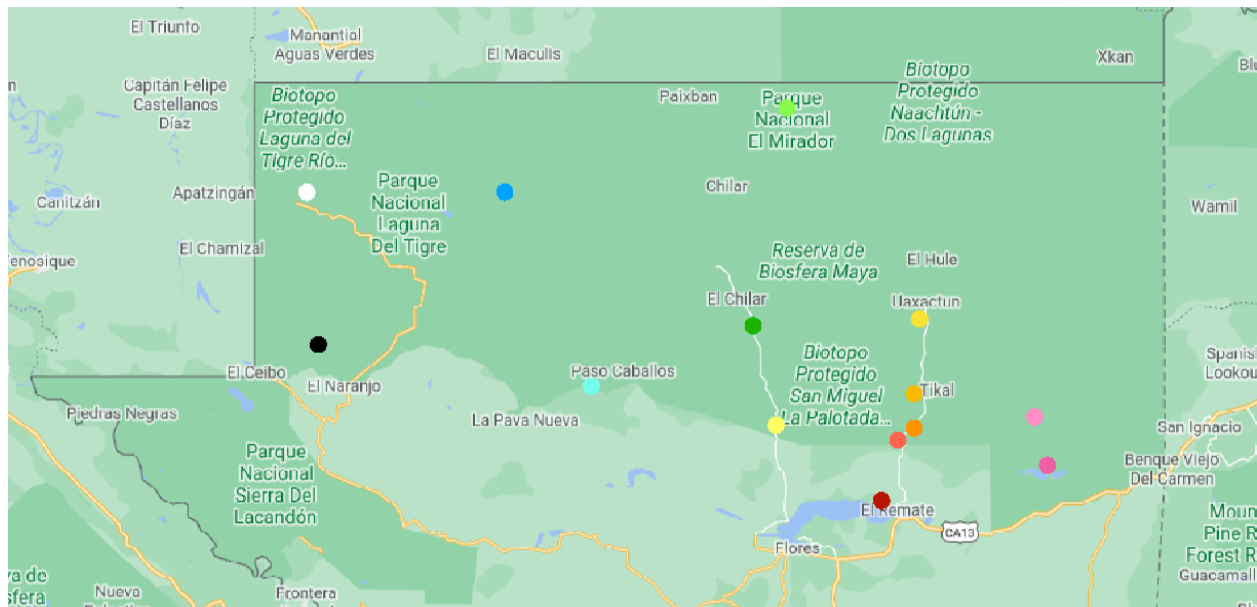 El Triunfo
Manantial
Aguas Verdes
El Maculis
Xkan
Capitán Felipe
Castellanos
Díaz
Biotopo
Protegido
Laguna del
Tigre Río...
Paixban
Parque
Nacional
El Mirador
Biotopo
Protegido
Naachtún -
Dos Lagunas
Canitzán
Apatzingán
Parque
Nacional
Laguna
Del Tigre
Chilar
Wamil
El Chamizal
Reserva de
Biosfera Maya
El Hule
El Chilar
Uaxactun
El Ceibo
El Naranjo
Paso Caballos
Biotopo
Protegido
San Miguel
La Palotada...
Tikal
Piedras Negras
La Pava Nueva
San Ignacio
Parque
Nacional
Sierra Del
Lacandón
Benque Viejo
Del Carmen
El Remate
CA13
Flores
Nueva
Frontera